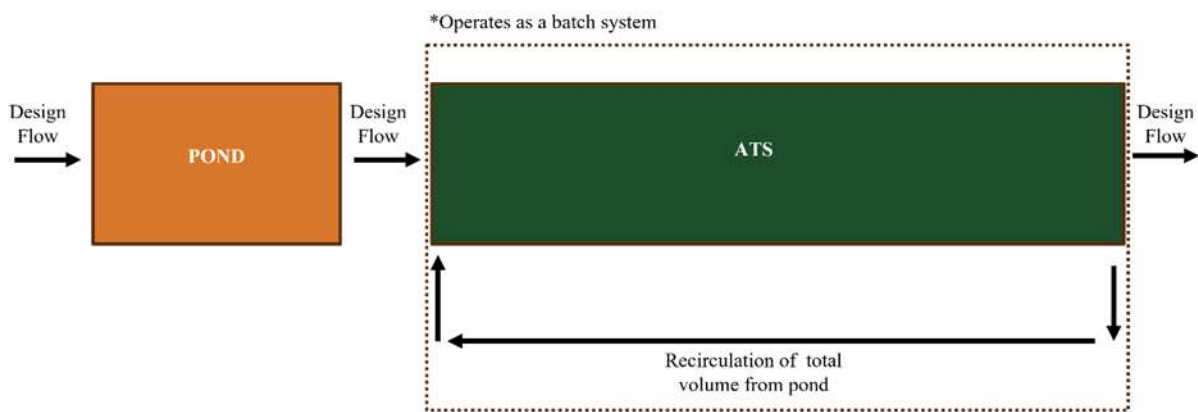 *Operates as a batch system
Design
Flow
POND
Design
Flow
ATS
Design
Flow
Recirculation of total
volume from pond